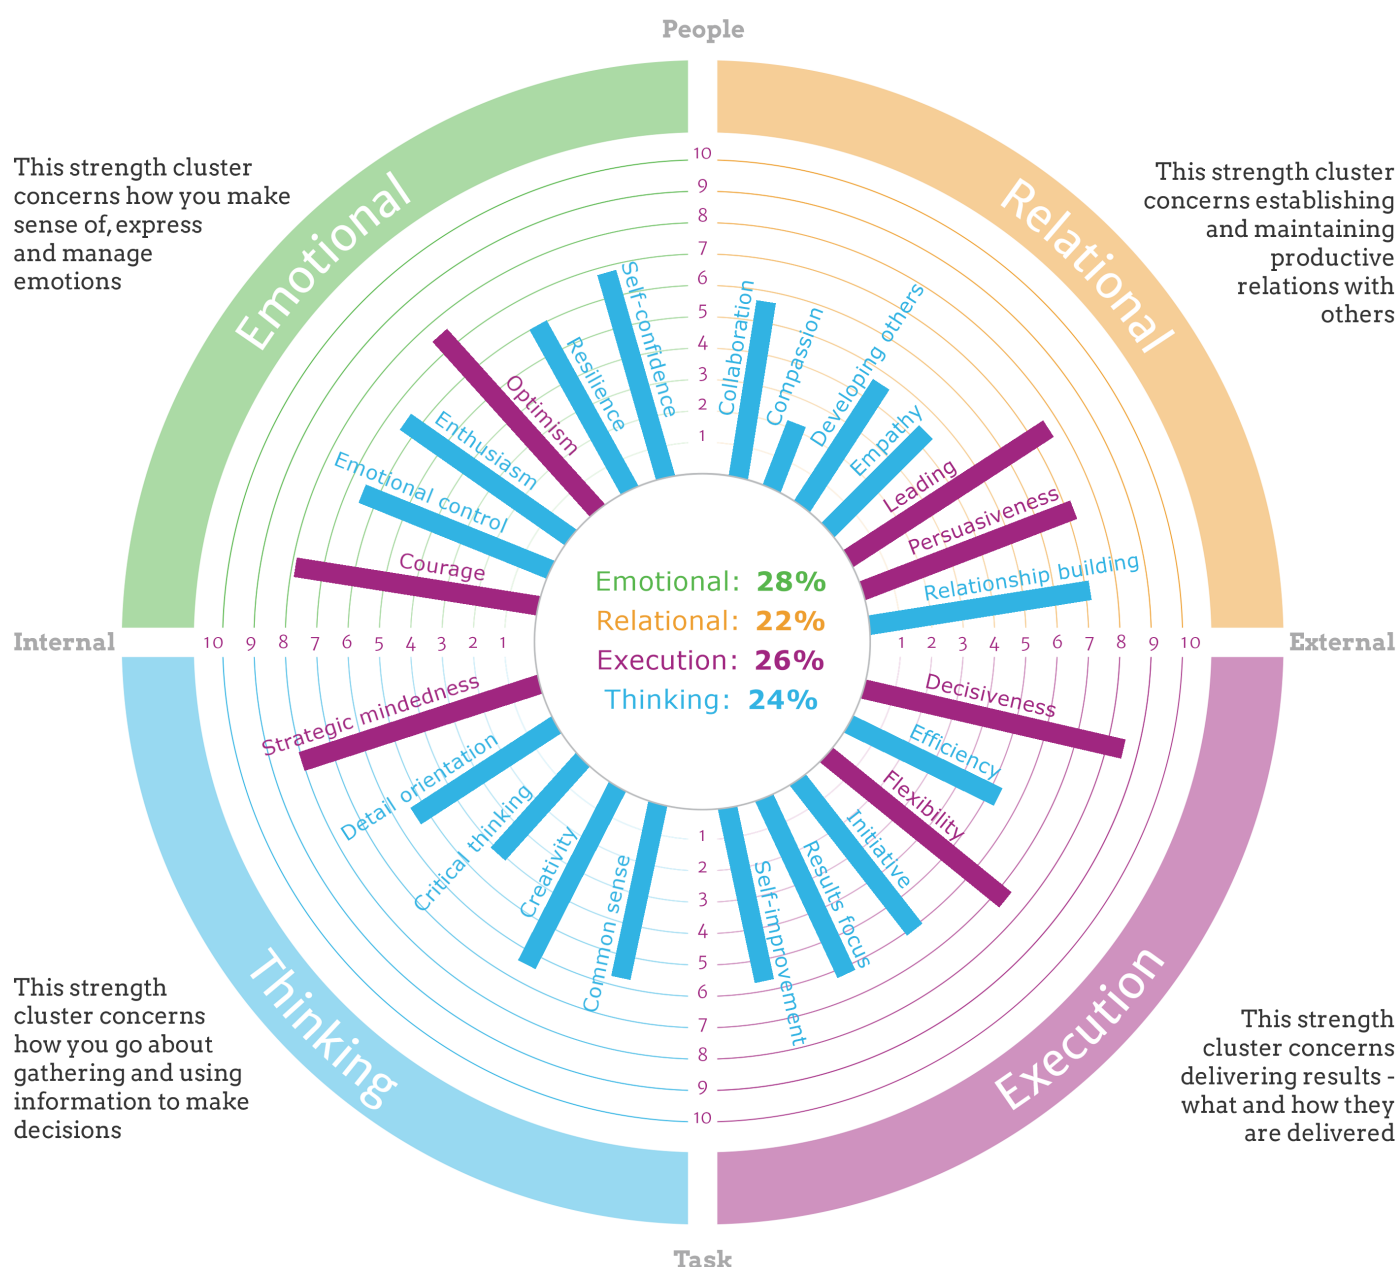 People
This strength cluster
concerns how you make
sense of, express
and manage
emotions
This strength cluster
concerns establishing
and maintaining
productive
relations with
others
Emotional
Relational
10
9
8
7
6
5
4
3
2
1
Courage
Emotional control
Enthusiasm
Optimism
Resilience
Self-confidence
Collaboration
Compassion
Developing others
Empathy
Leading
Persuasiveness
Relationship building
Emotional: 28%
Relational: 22%
Execution: 26%
Thinking: 24%
Internal
10 9 8 7 6 5 4 3 2 1
1 2 3 4 5 6 7 8 9 10
External
Strategic mindedness
Detail orientation
Critical thinking
Creativity
Common sense
Self-improvement
Results focus
Initiative
Flexibility
Efficiency
Decisiveness
1
2
3
4
5
6
7
8
9
10
Thinking
Execution
This strength
cluster concerns
how you go about
gathering and using
information to make
decisions
This strength
cluster concerns
delivering results -
what and how they
are delivered
Task